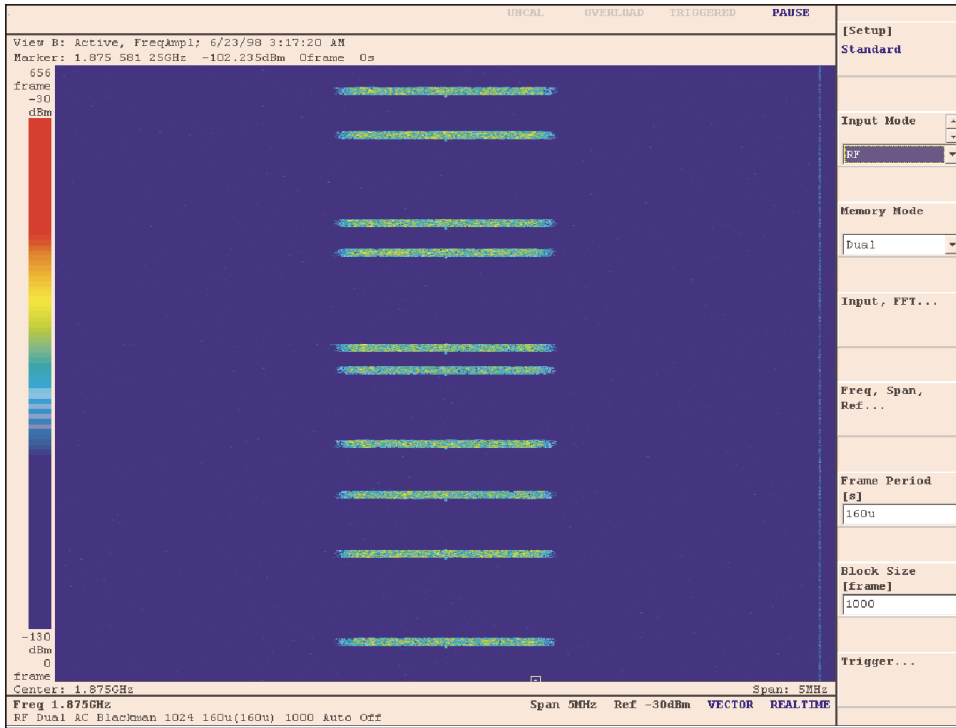 UNCAL OVERLOAD TRIGGERED PAUSE
View B: Active, FreqAmpl; 6/23/98 3:17:20 AM
Marker: 1.875 581 25GHz -102.235dBm 0frame 0s
656
frame
-30
dBm
-130
dBm
0
frame
Center: 1.875GHz Span: 5MHz
Freq 1.875GHz Span 5MHz Ref -30dBm VECTOR REALTIME
RF Dual AC Blackman 1024 160u(160u) 1000 Auto Off
[Setup]
Standard
Input Mode
RF
Memory Mode
Dual
Input, FFT...
Freq, Span,
Ref...
Frame Period
[s]
160u
Block Size
[frame]
1000
Trigger...